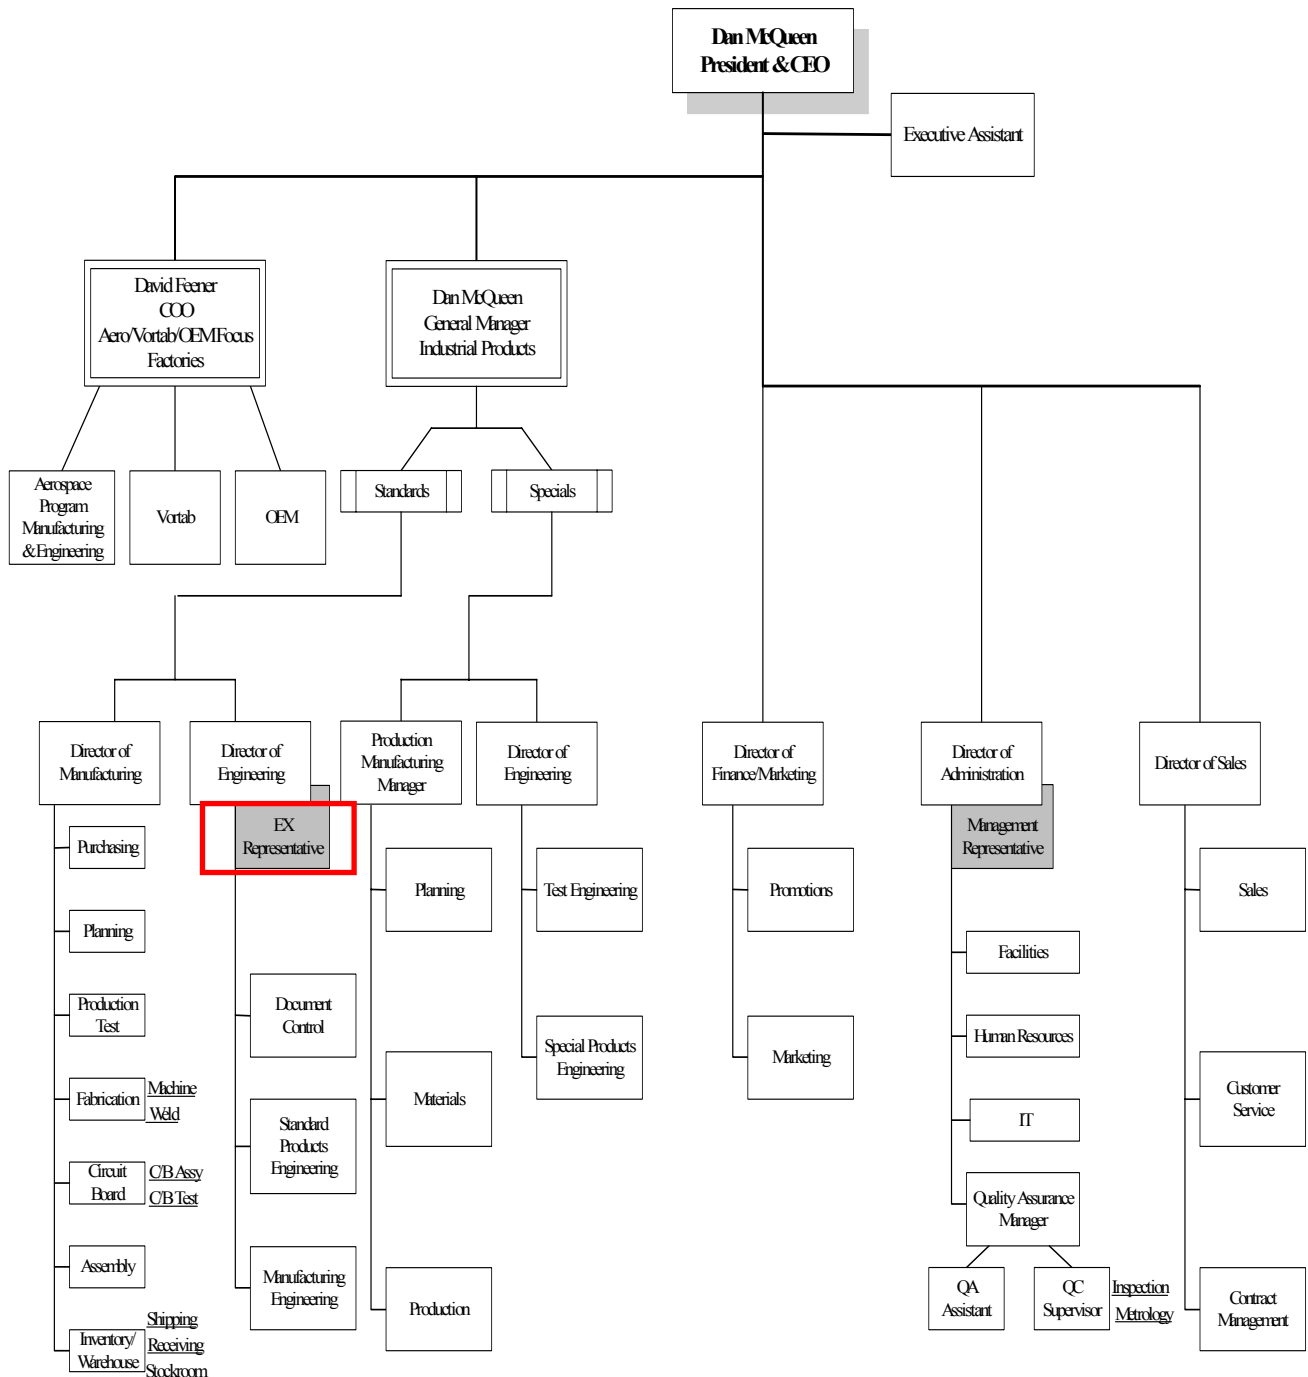 Dan McQueen
President & CEO
Executive Assistant
David Feener
COO
Aero/Vortab/OEM Focus
Factories
Dan McQueen
General Manager
Industrial Products
Aerospace
Program
Manufacturing
& Engineering
Vortab
OEM
Standards
Specials
Director of
Manufacturing
Director of
Engineering
Production
Manufacturing
Manager
Director of
Engineering
Director of
Finance/Marketing
Director of
Administration
Director of Sales
EX
Representative
Management
Representative
Purchasing
Planning
Production
Test
Fabrication
Machine
Weld
Circuit
Board
C/B Assy
C/B Test
Assembly
Inventory/
Warehouse
Shipping
Receiving
Stockroom
Document
Control
Standard
Products
Engineering
Manufacturing
Engineering
Planning
Materials
Production
Test Engineering
Special Products
Engineering
Promotions
Marketing
Facilities
Human Resources
IT
Quality Assurance
Manager
QA
Assistant
QC
Supervisor
Inspection
Metrology
Sales
Customer
Service
Contract
Management